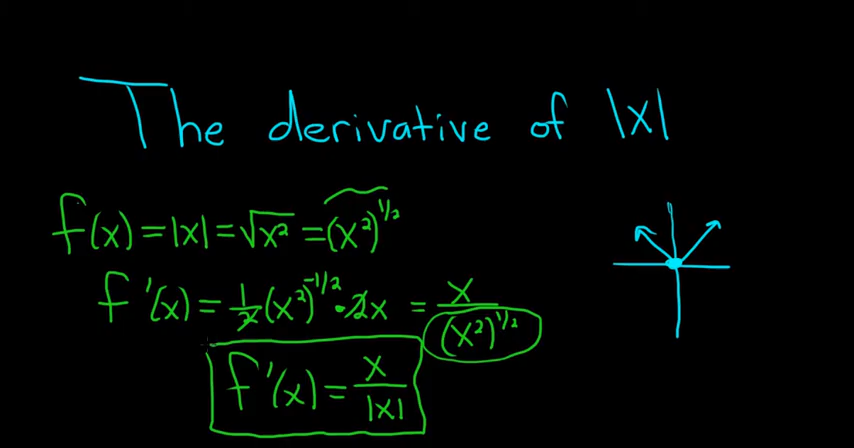 The derivative of |x|
f(x) = |x| = √x² = (x²)^1/2
f'(x) = 1/2 (x²)^-1/2 • 2x = x/(x²)^1/2
f'(x) = x/|x|